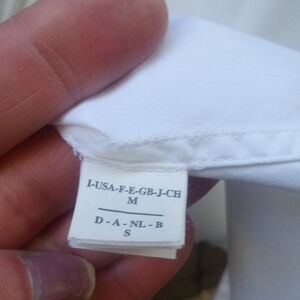 I-USA-F-E-GB-J-CH
M
D - A - NL - B
S